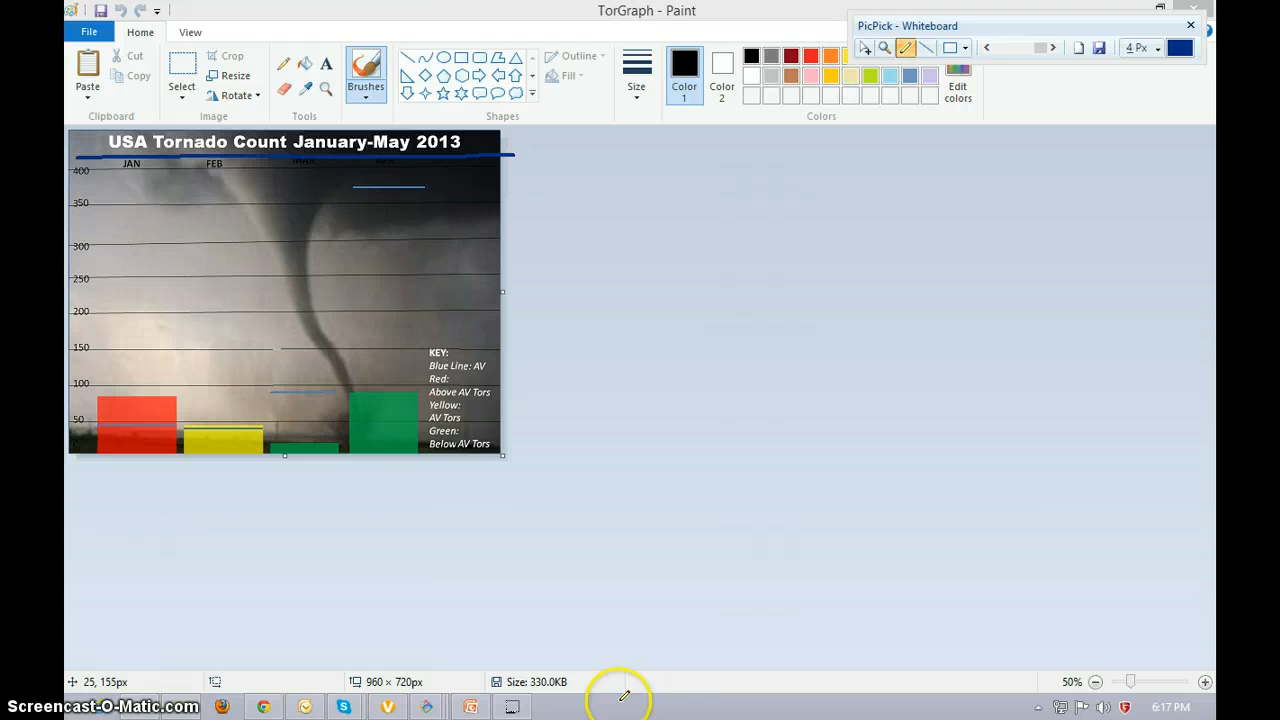 TorGraph - Paint
PicPick - Whiteboard
File
Home
View
Cut
Copy
Paste
Clipboard
Select
Crop
Resize
Rotate
Image
Tools
Brushes
Outline
Fill
Shapes
Size
Color 1
Color 2
Edit colors
Colors
4 Px
USA Tornado Count January-May 2013
JAN FEB MAR
400
350
300
250
200
150
100
50
KEY:
Blue Line: AV
Red:
Above AV Tors
Yellow:
AV Tors
Green:
Below AV Tors
25, 155px
960 × 720px
Size: 330.0KB
50%
Screencast-O-Matic.com
6:17 PM